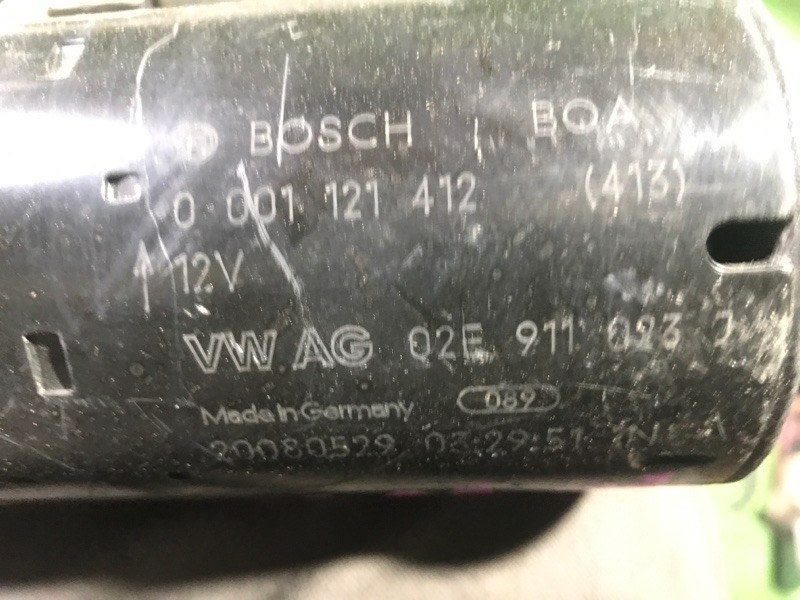 BOSCH BQA
0 001 121 412 (413)
12V
VW AG 02E 911 023 J
Made in Germany 089
20080529 03:29:51